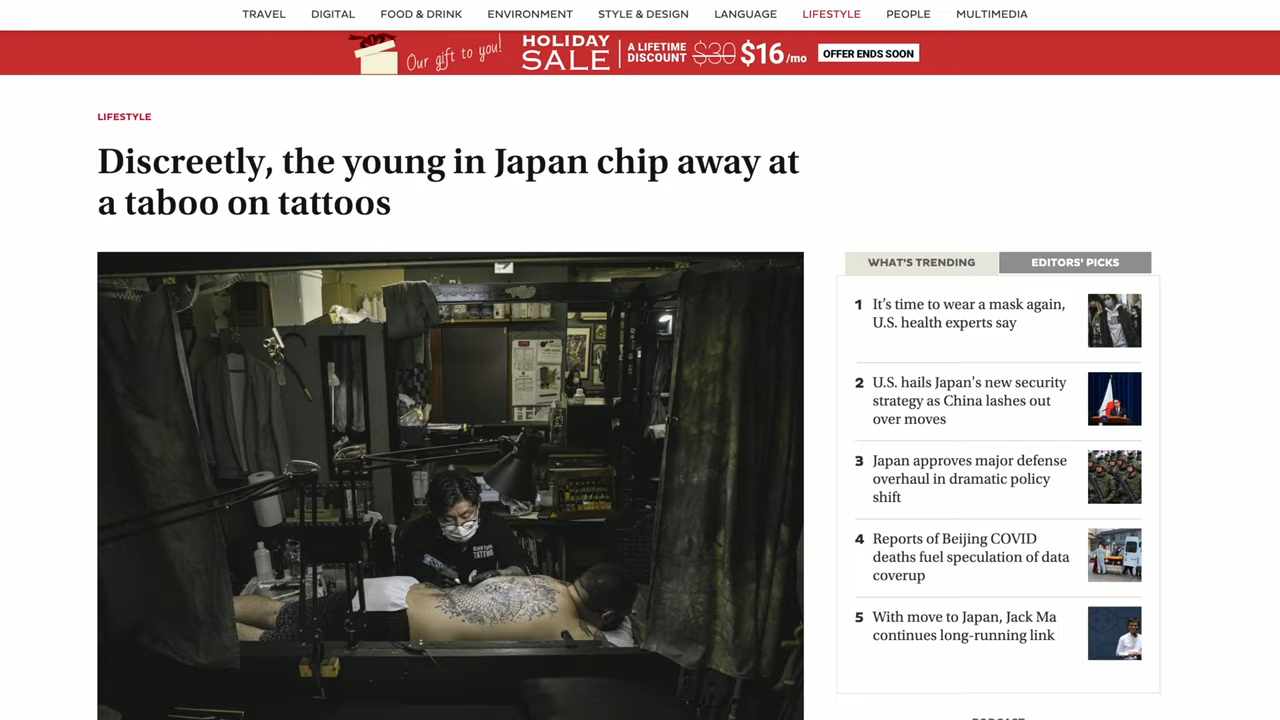 TRAVEL DIGITAL FOOD & DRINK ENVIRONMENT STYLE & DESIGN LANGUAGE LIFESTYLE PEOPLE MULTIMEDIA
Our gift to you!
HOLIDAY
SALE
A LIFETIME
DISCOUNT
$30 $16/mo
OFFER ENDS SOON
LIFESTYLE
Discreetly, the young in Japan chip away at
a taboo on tattoos
TATTOO
WHAT'S TRENDING
EDITORS' PICKS
1 It's time to wear a mask again,
U.S. health experts say
2 U.S. hails Japan's new security
strategy as China lashes out
over moves
3 Japan approves major defense
overhaul in dramatic policy
shift
4 Reports of Beijing COVID
deaths fuel speculation of data
coverup
5 With move to Japan, Jack Ma
continues long-running link